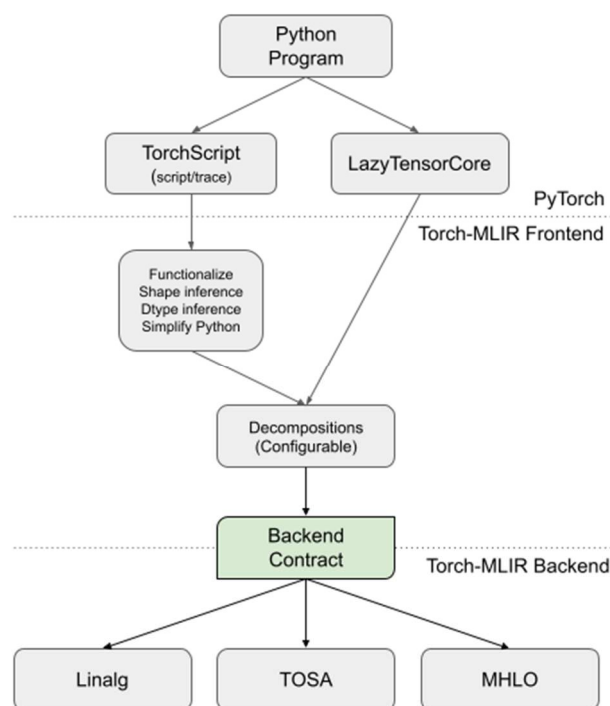 Python
Program
TorchScript
(script/trace)
LazyTensorCore
PyTorch
Torch-MLIR Frontend
Functionalize
Shape inference
Dtype inference
Simplify Python
Decompositions
(Configurable)
Backend
Contract
Torch-MLIR Backend
Linalg
TOSA
MHLO